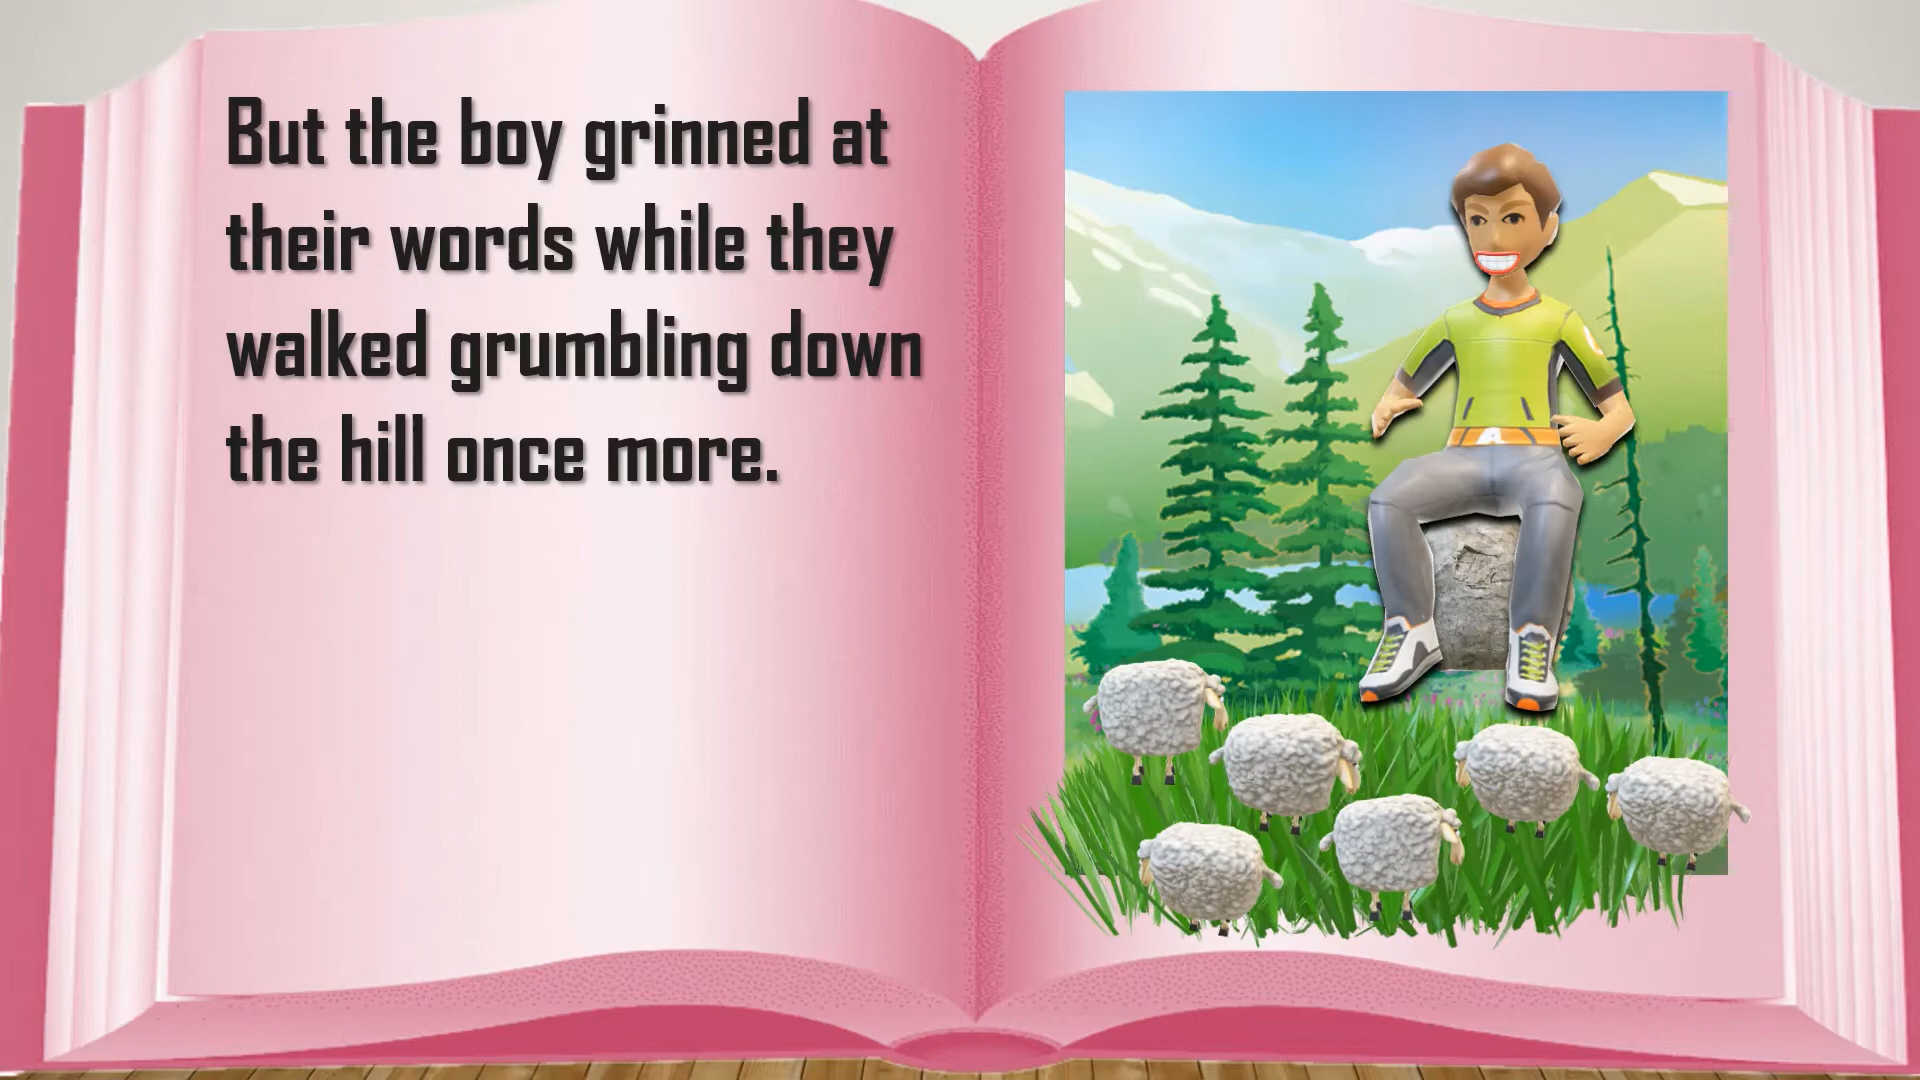 But the boy grinned at
their words while they
walked grumbling down
the hill once more.